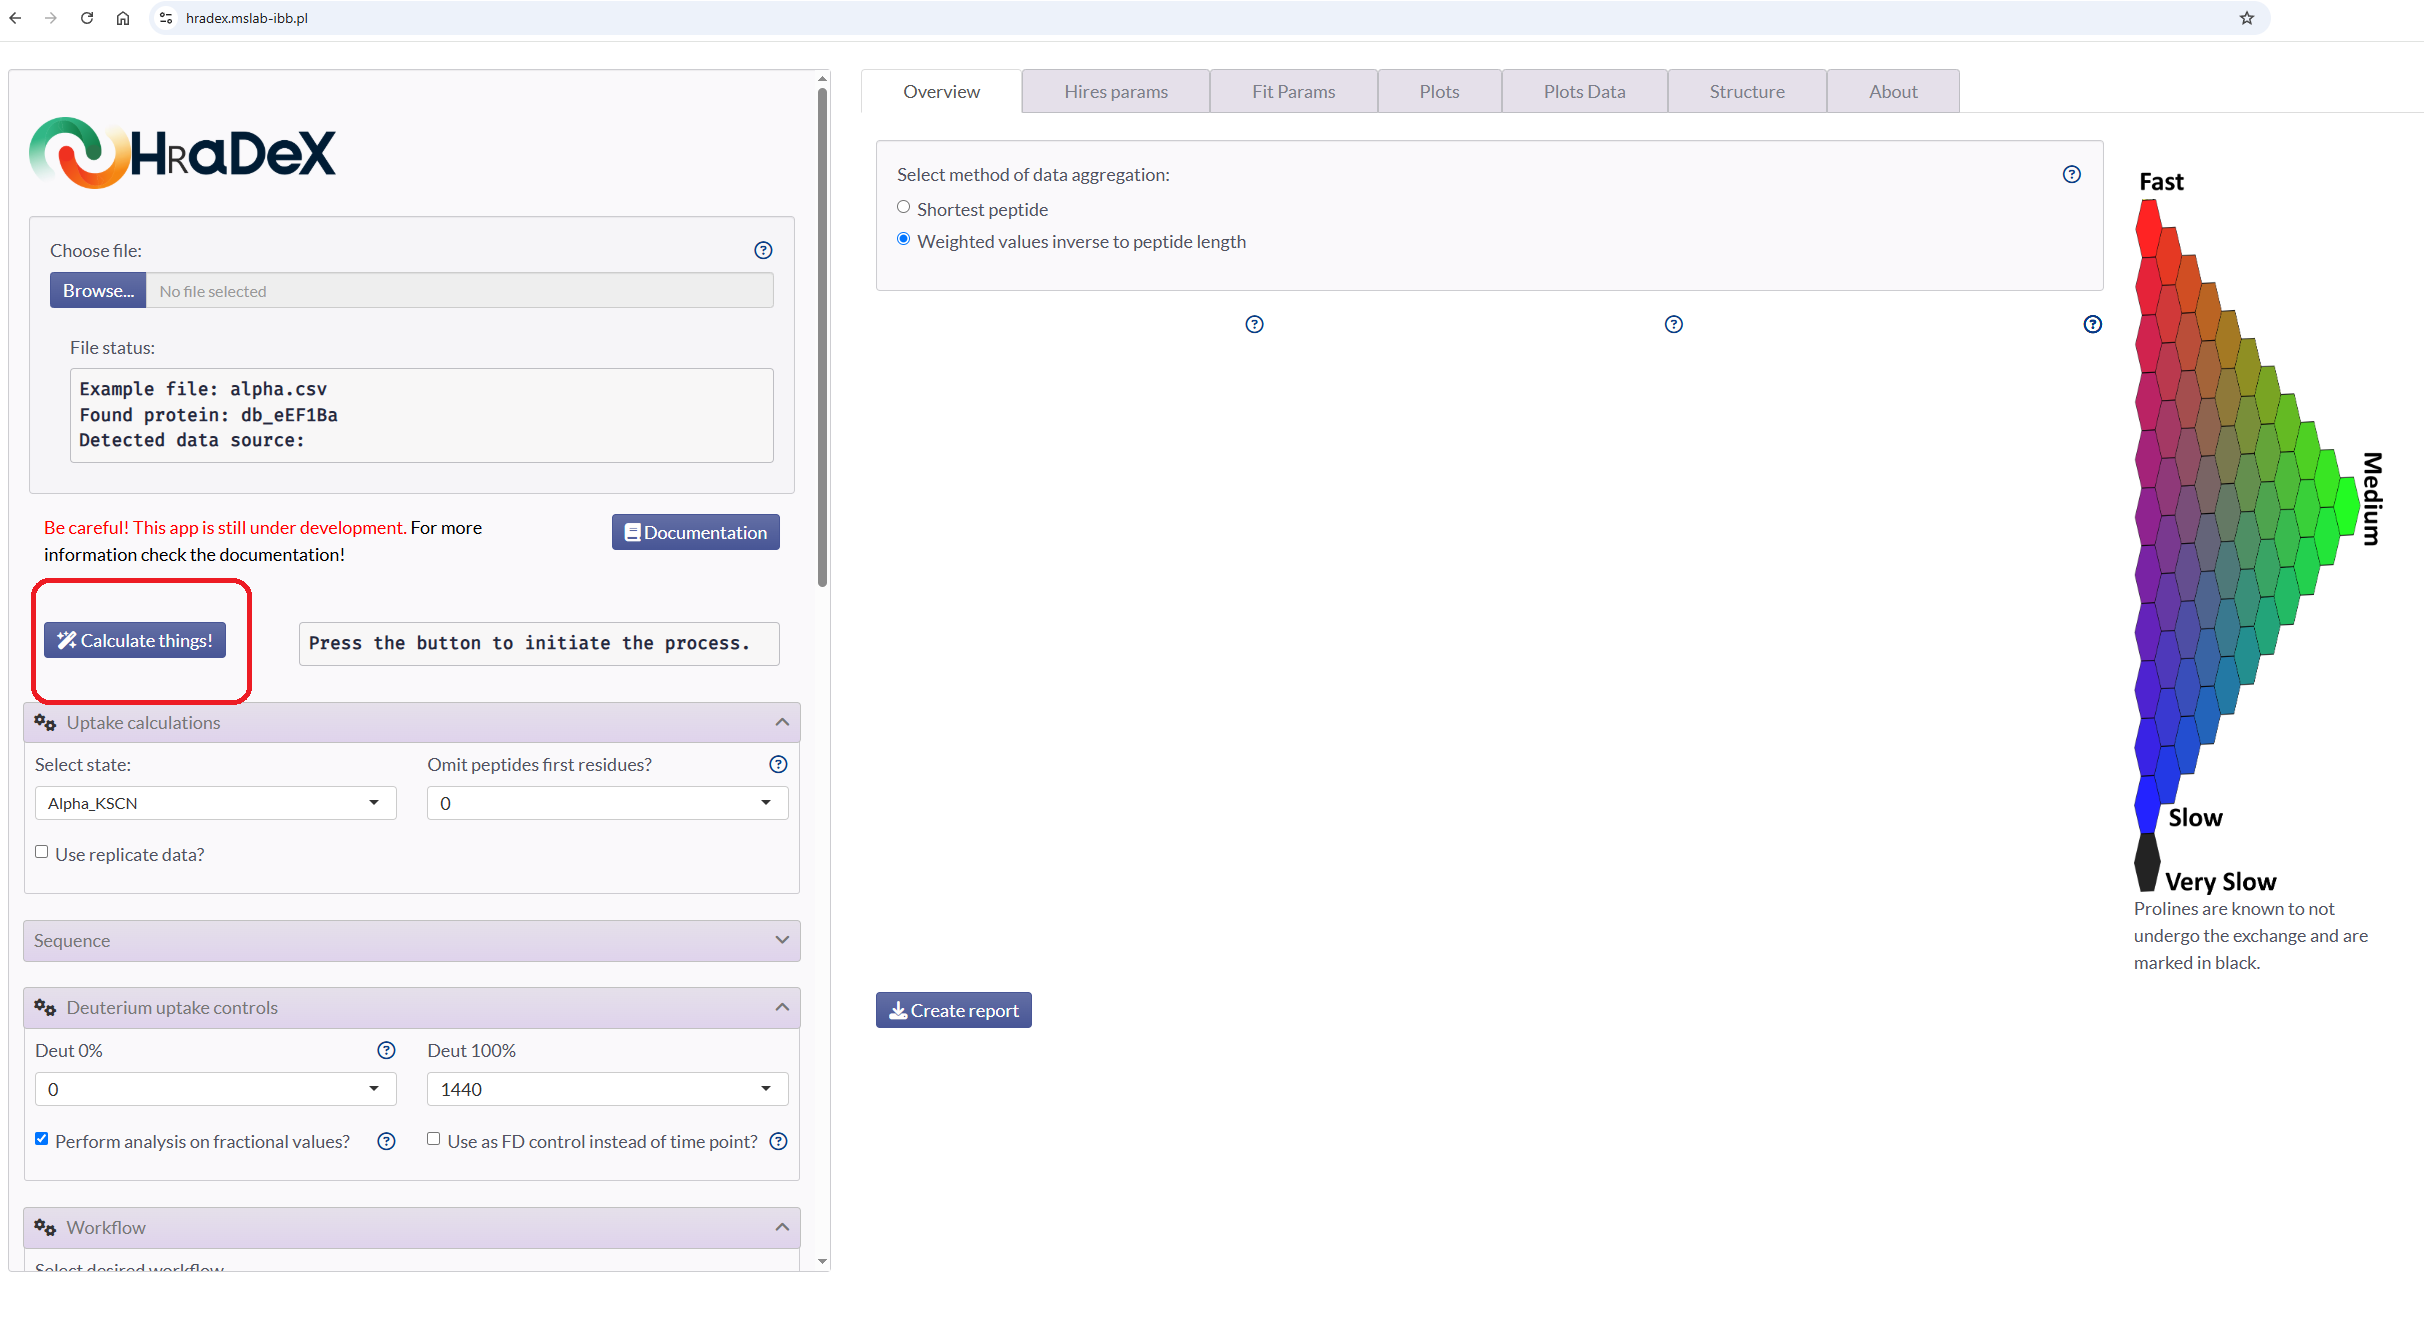 hradex.mslab-ibb.pl
HRaDeX
Choose file:
Browse...
No file selected
File status:
Example file: alpha.csv
Found protein: db_eEF1Ba
Detected data source:
Be careful! This app is still under development. For more
information check the documentation!
Documentation
Calculate things!
Press the button to initiate the process.
Uptake calculations
Select state:
Omit peptides first residues?
Alpha_KSCN
0
Use replicate data?
Sequence
Deuterium uptake controls
Deut 0%
Deut 100%
0
1440
Perform analysis on fractional values?
Use as FD control instead of time point?
Workflow
Select desired workflow
Overview
Hires params
Fit Params
Plots
Plots Data
Structure
About
Select method of data aggregation:
Shortest peptide
Weighted values inverse to peptide length
Create report
Fast
Medium
Slow
Very Slow
Prolines are known to not
undergo the exchange and are
marked in black.